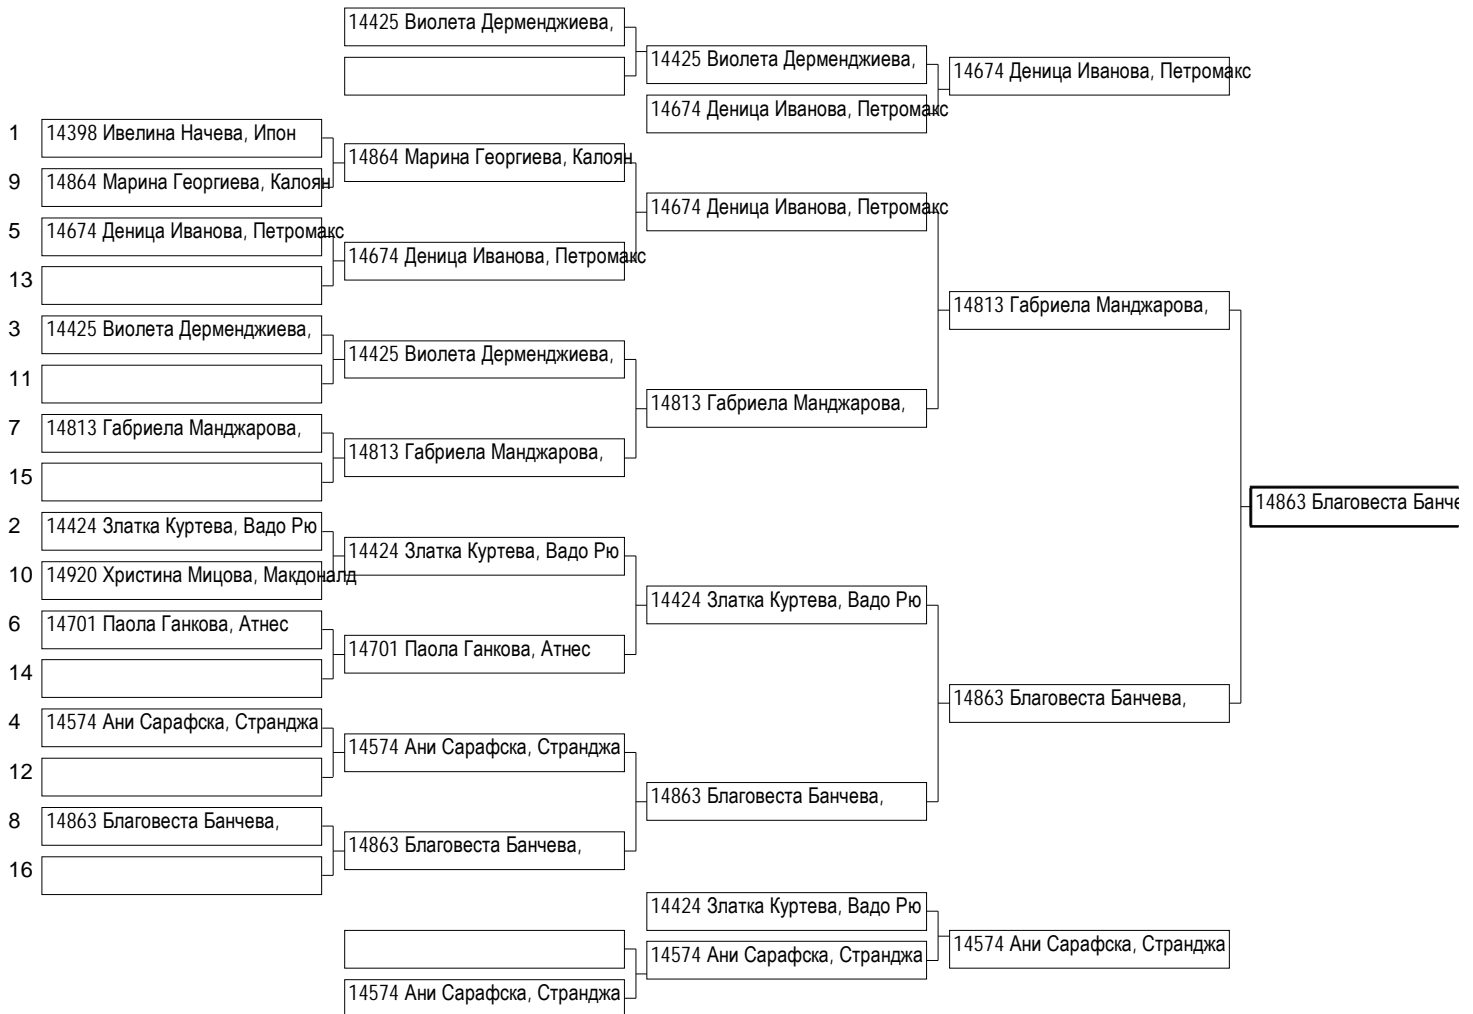 14425 Виолета Дерменджиева,
14425 Виолета Дерменджиева,
14674 Деница Иванова, Петромакс
14674 Деница Иванова, Петромакс
1 14398 Ивелина Начева, Ипон
14864 Марина Георгиева, Калоян
9 14864 Марина Георгиева, Калоян
14674 Деница Иванова, Петромакс
5 14674 Деница Иванова, Петромакс
14674 Деница Иванова, Петромакс
13
14813 Габриела Манджарова,
3 14425 Виолета Дерменджиева,
14425 Виолета Дерменджиева,
11
14813 Габриела Манджарова,
7 14813 Габриела Манджарова,
14813 Габриела Манджарова,
15
14863 Благовеста Банче
2 14424 Златка Куртева, Вадо Рю
14424 Златка Куртева, Вадо Рю
10 14920 Христина Мицова, Макдоналд
14424 Златка Куртева, Вадо Рю
6 14701 Паола Ганкова, Атнес
14701 Паола Ганкова, Атнес
14
14863 Благовеста Банчева,
4 14574 Ани Сарафска, Странджа
14574 Ани Сарафска, Странджа
12
14863 Благовеста Банчева,
8 14863 Благовеста Банчева,
14863 Благовеста Банчева,
16
14424 Златка Куртева, Вадо Рю
14574 Ани Сарафска, Странджа
14574 Ани Сарафска, Странджа
14574 Ани Сарафска, Странджа